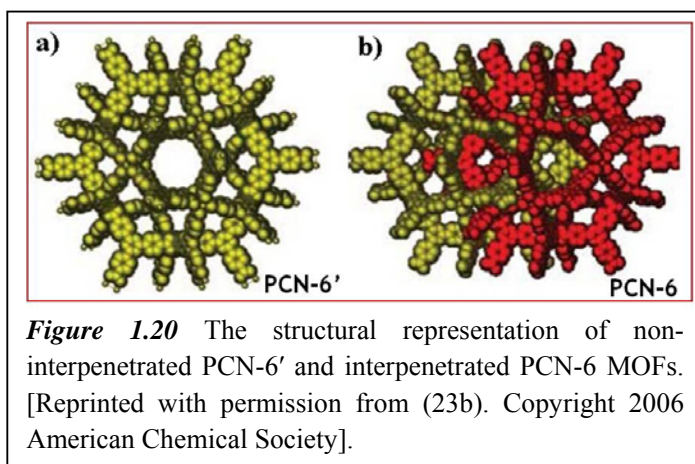 a)
b)
PCN-6’
PCN-6
Figure 1.20 The structural representation of non-
interpenetrated PCN-6′ and interpenetrated PCN-6 MOFs.
[Reprinted with permission from (23b). Copyright 2006
American Chemical Society].